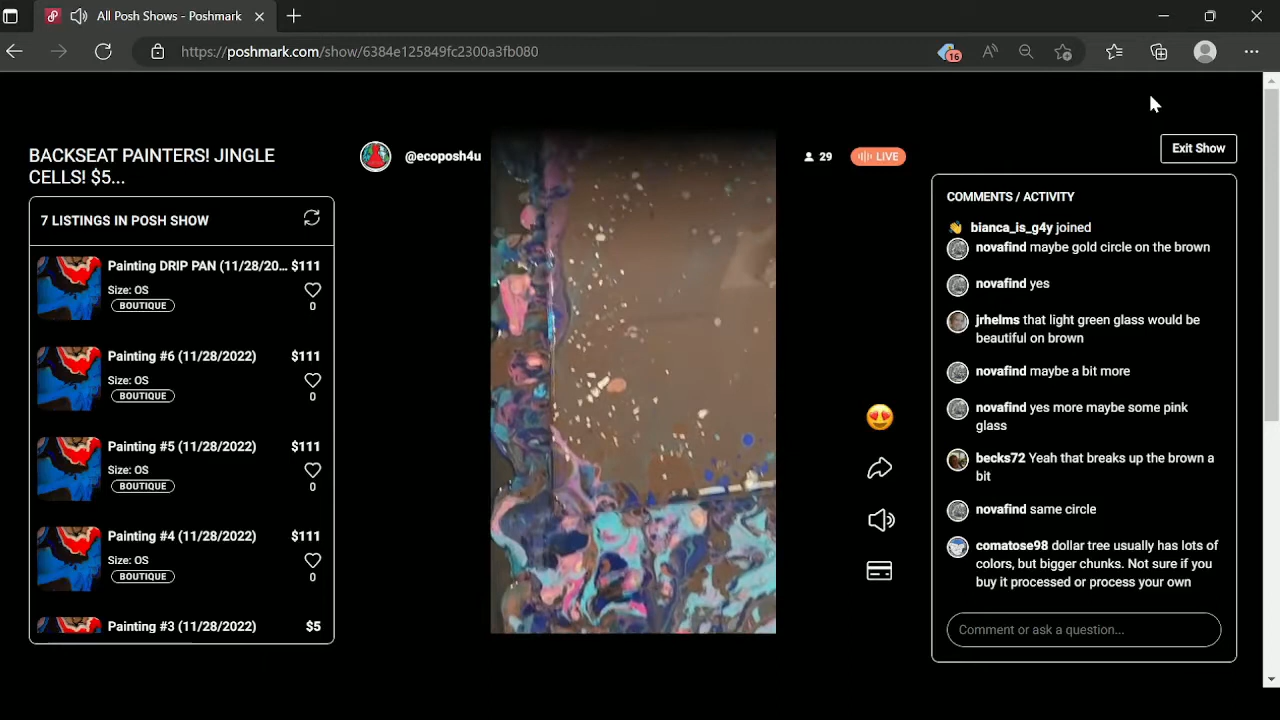 All Posh Shows - Poshmark
https://poshmark.com/show/6384e125849fc2300a3fb080
16
BACKSEAT PAINTERS! JINGLE
CELLS! $5...
@ecoposh4u
29
LIVE
Exit Show
7 LISTINGS IN POSH SHOW
Painting DRIP PAN (11/28/20... $111
Size: OS
BOUTIQUE
0
Painting #6 (11/28/2022) $111
Size: OS
BOUTIQUE
0
Painting #5 (11/28/2022) $111
Size: OS
BOUTIQUE
0
Painting #4 (11/28/2022) $111
Size: OS
BOUTIQUE
0
Painting #3 (11/28/2022) $5
COMMENTS / ACTIVITY
bianca_is_g4y joined
novafind maybe gold circle on the brown
novafind yes
jrhelms that light green glass would be
beautiful on brown
novafind maybe a bit more
novafind yes more maybe some pink
glass
becks72 Yeah that breaks up the brown a
bit
novafind same circle
comatose98 dollar tree usually has lots of
colors, but bigger chunks. Not sure if you
buy it processed or process your own
Comment or ask a question...